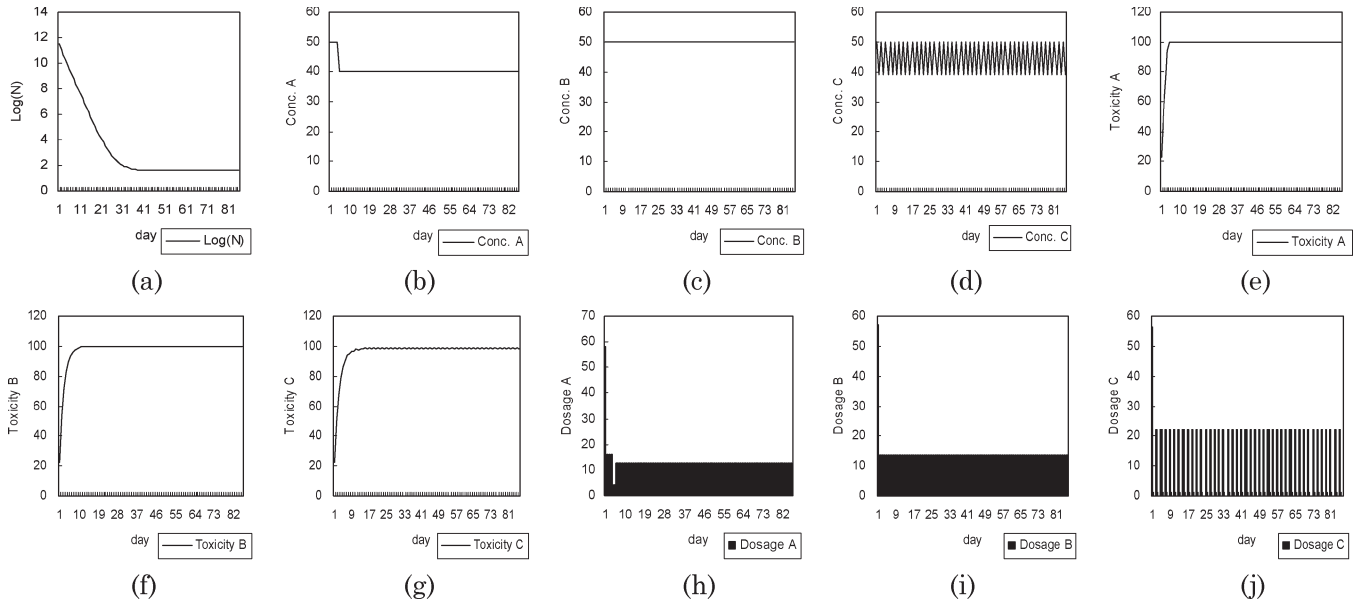 14
12
10
8
6
4
2
0
Log(N)
1 11 21 31 41 51 61 71 81
day
Log(N)
(a)
60
50
40
30
20
10
0
Conc. A
1 10 19 28 37 46 55 64 73 82
day
Conc. A
(b)
60
50
40
30
20
10
0
Conc. B
1 9 17 25 33 41 49 57 65 73 81
day
Conc. B
(c)
60
50
40
30
20
10
0
Conc. C
1 9 17 25 33 41 49 57 65 73 81
day
Conc. C
(d)
120
100
80
60
40
20
0
Toxicity A
1 10 19 28 37 46 55 64 73 82
day
Toxicity A
(e)
120
100
80
60
40
20
0
Toxicity B
1 10 19 28 37 46 55 64 73 82
day
Toxicity B
(f)
120
100
80
60
40
20
0
Toxicity C
1 9 17 25 33 41 49 57 65 73 81
day
Toxicity C
(g)
70
60
50
40
30
20
10
0
Dosage A
1 10 19 28 37 46 55 64 73 82
day
Dosage A
(h)
60
50
40
30
20
10
0
Dosage B
1 9 17 25 33 41 49 57 65 73 81
day
Dosage B
(i)
60
50
40
30
20
10
0
Dosage C
1 9 17 25 33 41 49 57 65 73 81
day
Dosage C
(j)